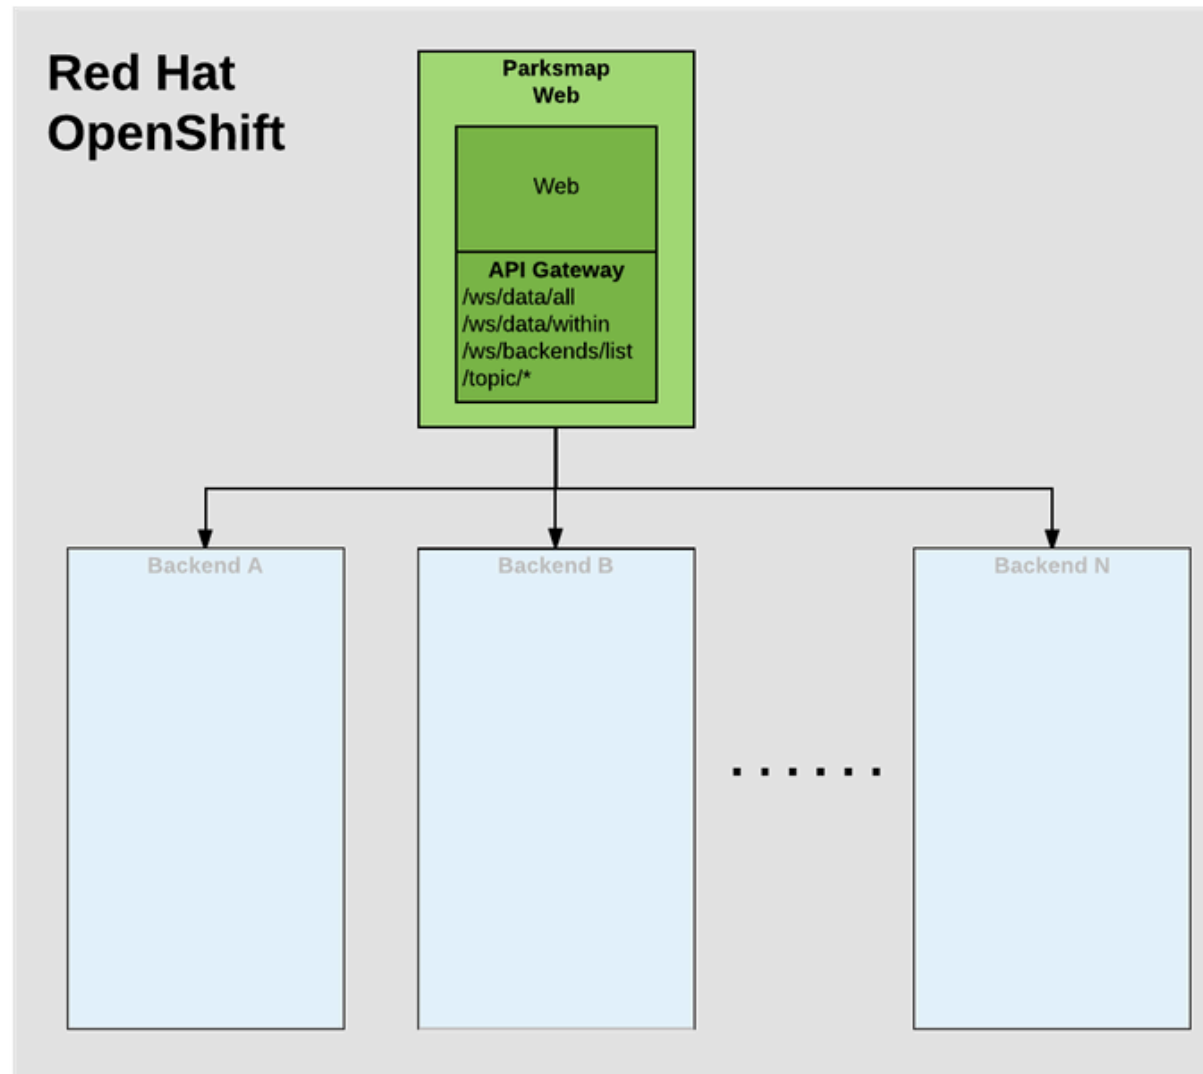 Red Hat
OpenShift
Parksmap
Web
Web
API Gateway
/ws/data/all
/ws/data/within
/ws/backends/list
/topic/*
Backend A
Backend B
Backend N
......